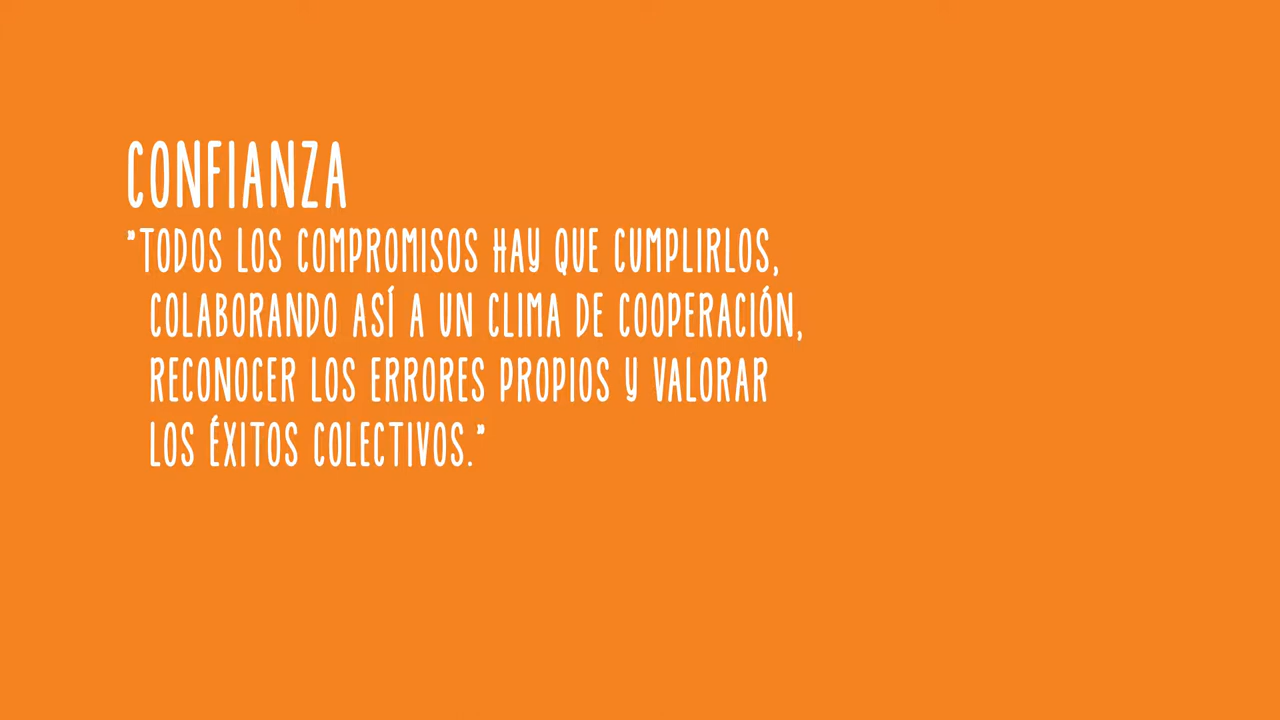 CONFIANZA
"TODOS LOS COMPROMISOS HAY QUE CUMPLIRLOS,
COLABORANDO ASÍ A UN CLIMA DE COOPERACIÓN,
RECONOCER LOS ERRORES PROPIOS Y VALORAR
LOS ÉXITOS COLECTIVOS."